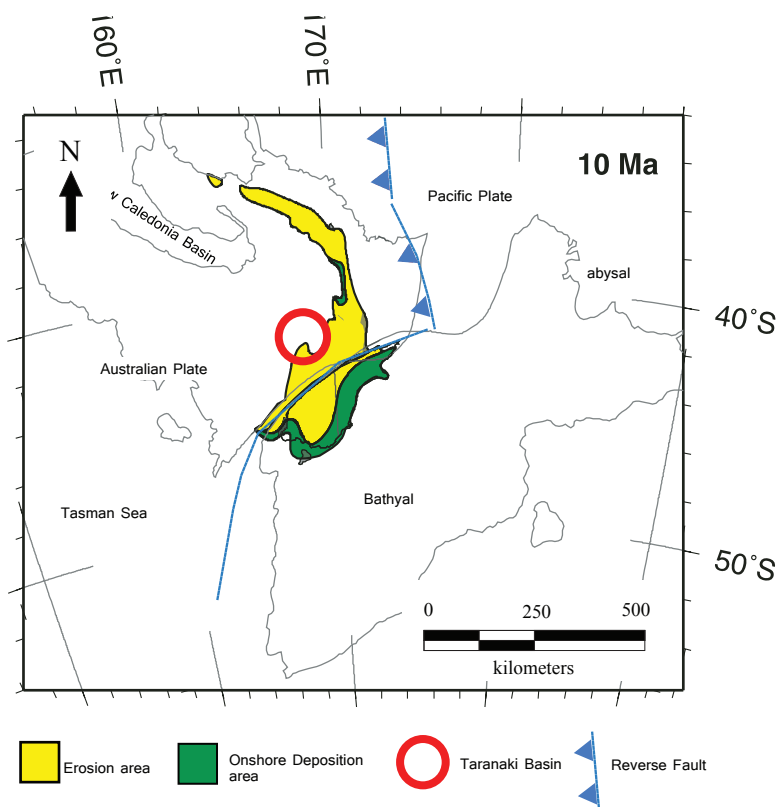 160°E
170°E
N
10 Ma
Pacific Plate
w Caledonia Basin
abysal
40°S
Australian Plate
Bathyal
Tasman Sea
50°S
0 250 500
kilometers
Erosion area
Onshore Deposition
area
Taranaki Basin
Reverse Fault